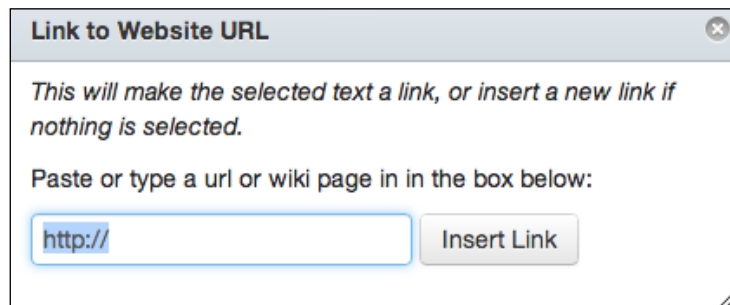 Link to Website URL
This will make the selected text a link, or insert a new link if
nothing is selected.
Paste or type a url or wiki page in in the box below:
http://
Insert Link